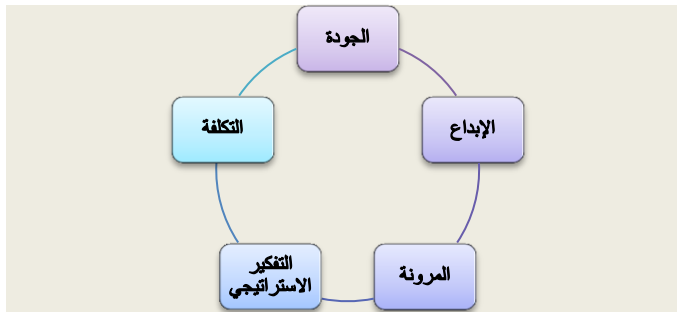 الجودة
الإبداع
المرونة
التفكير
الاستراتيجي
التكلفة